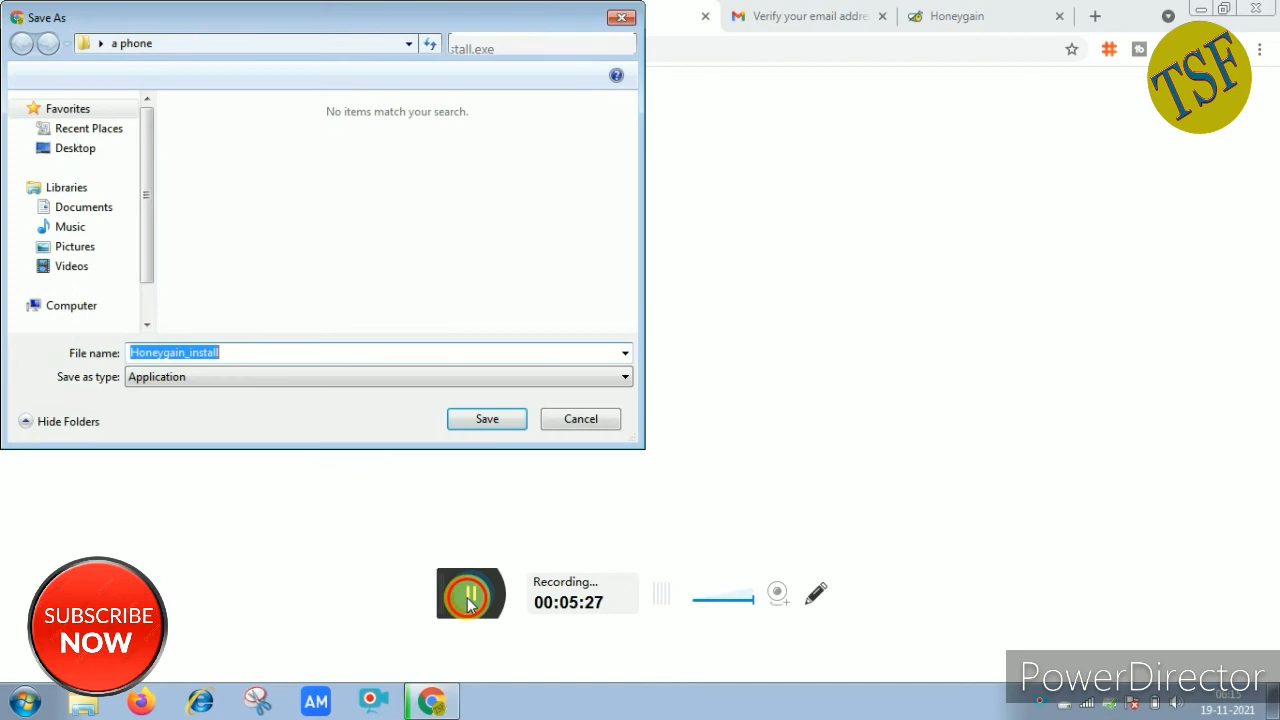 Save As
Verify your email addre
Honeygain
a phone
stall.exe
TSF
No items match your search.
Favorites
Recent Places
Desktop
Libraries
Documents
Music
Pictures
Videos
Computer
File name: Honeygain_install
Save as type: Application
Hide Folders
Save
Cancel
Recording...
00:05:27
SUBSCRIBE
NOW
PowerDirector
AM
06:15
19-11-2021